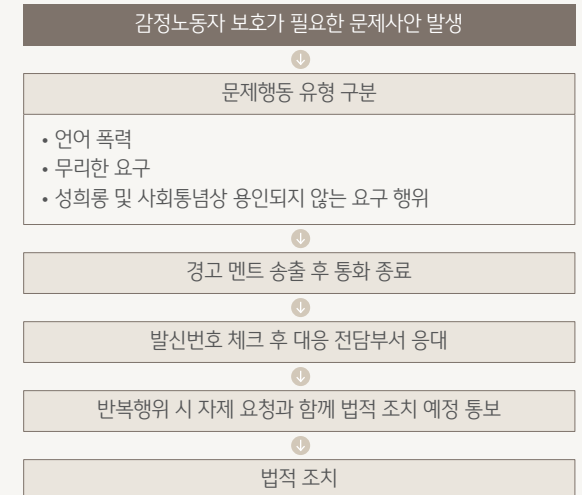 감정노동자 보호가 필요한 문제사안 발생
문제행동 유형 구분
• 언어 폭력
• 무리한 요구
• 성희롱 및 사회통념상 용인되지 않는 요구 행위
경고 멘트 송출 후 통화 종료
발신번호 체크 후 대응 전담부서 응대
반복행위 시 자제 요청과 함께 법적 조치 예정 통보
법적 조치